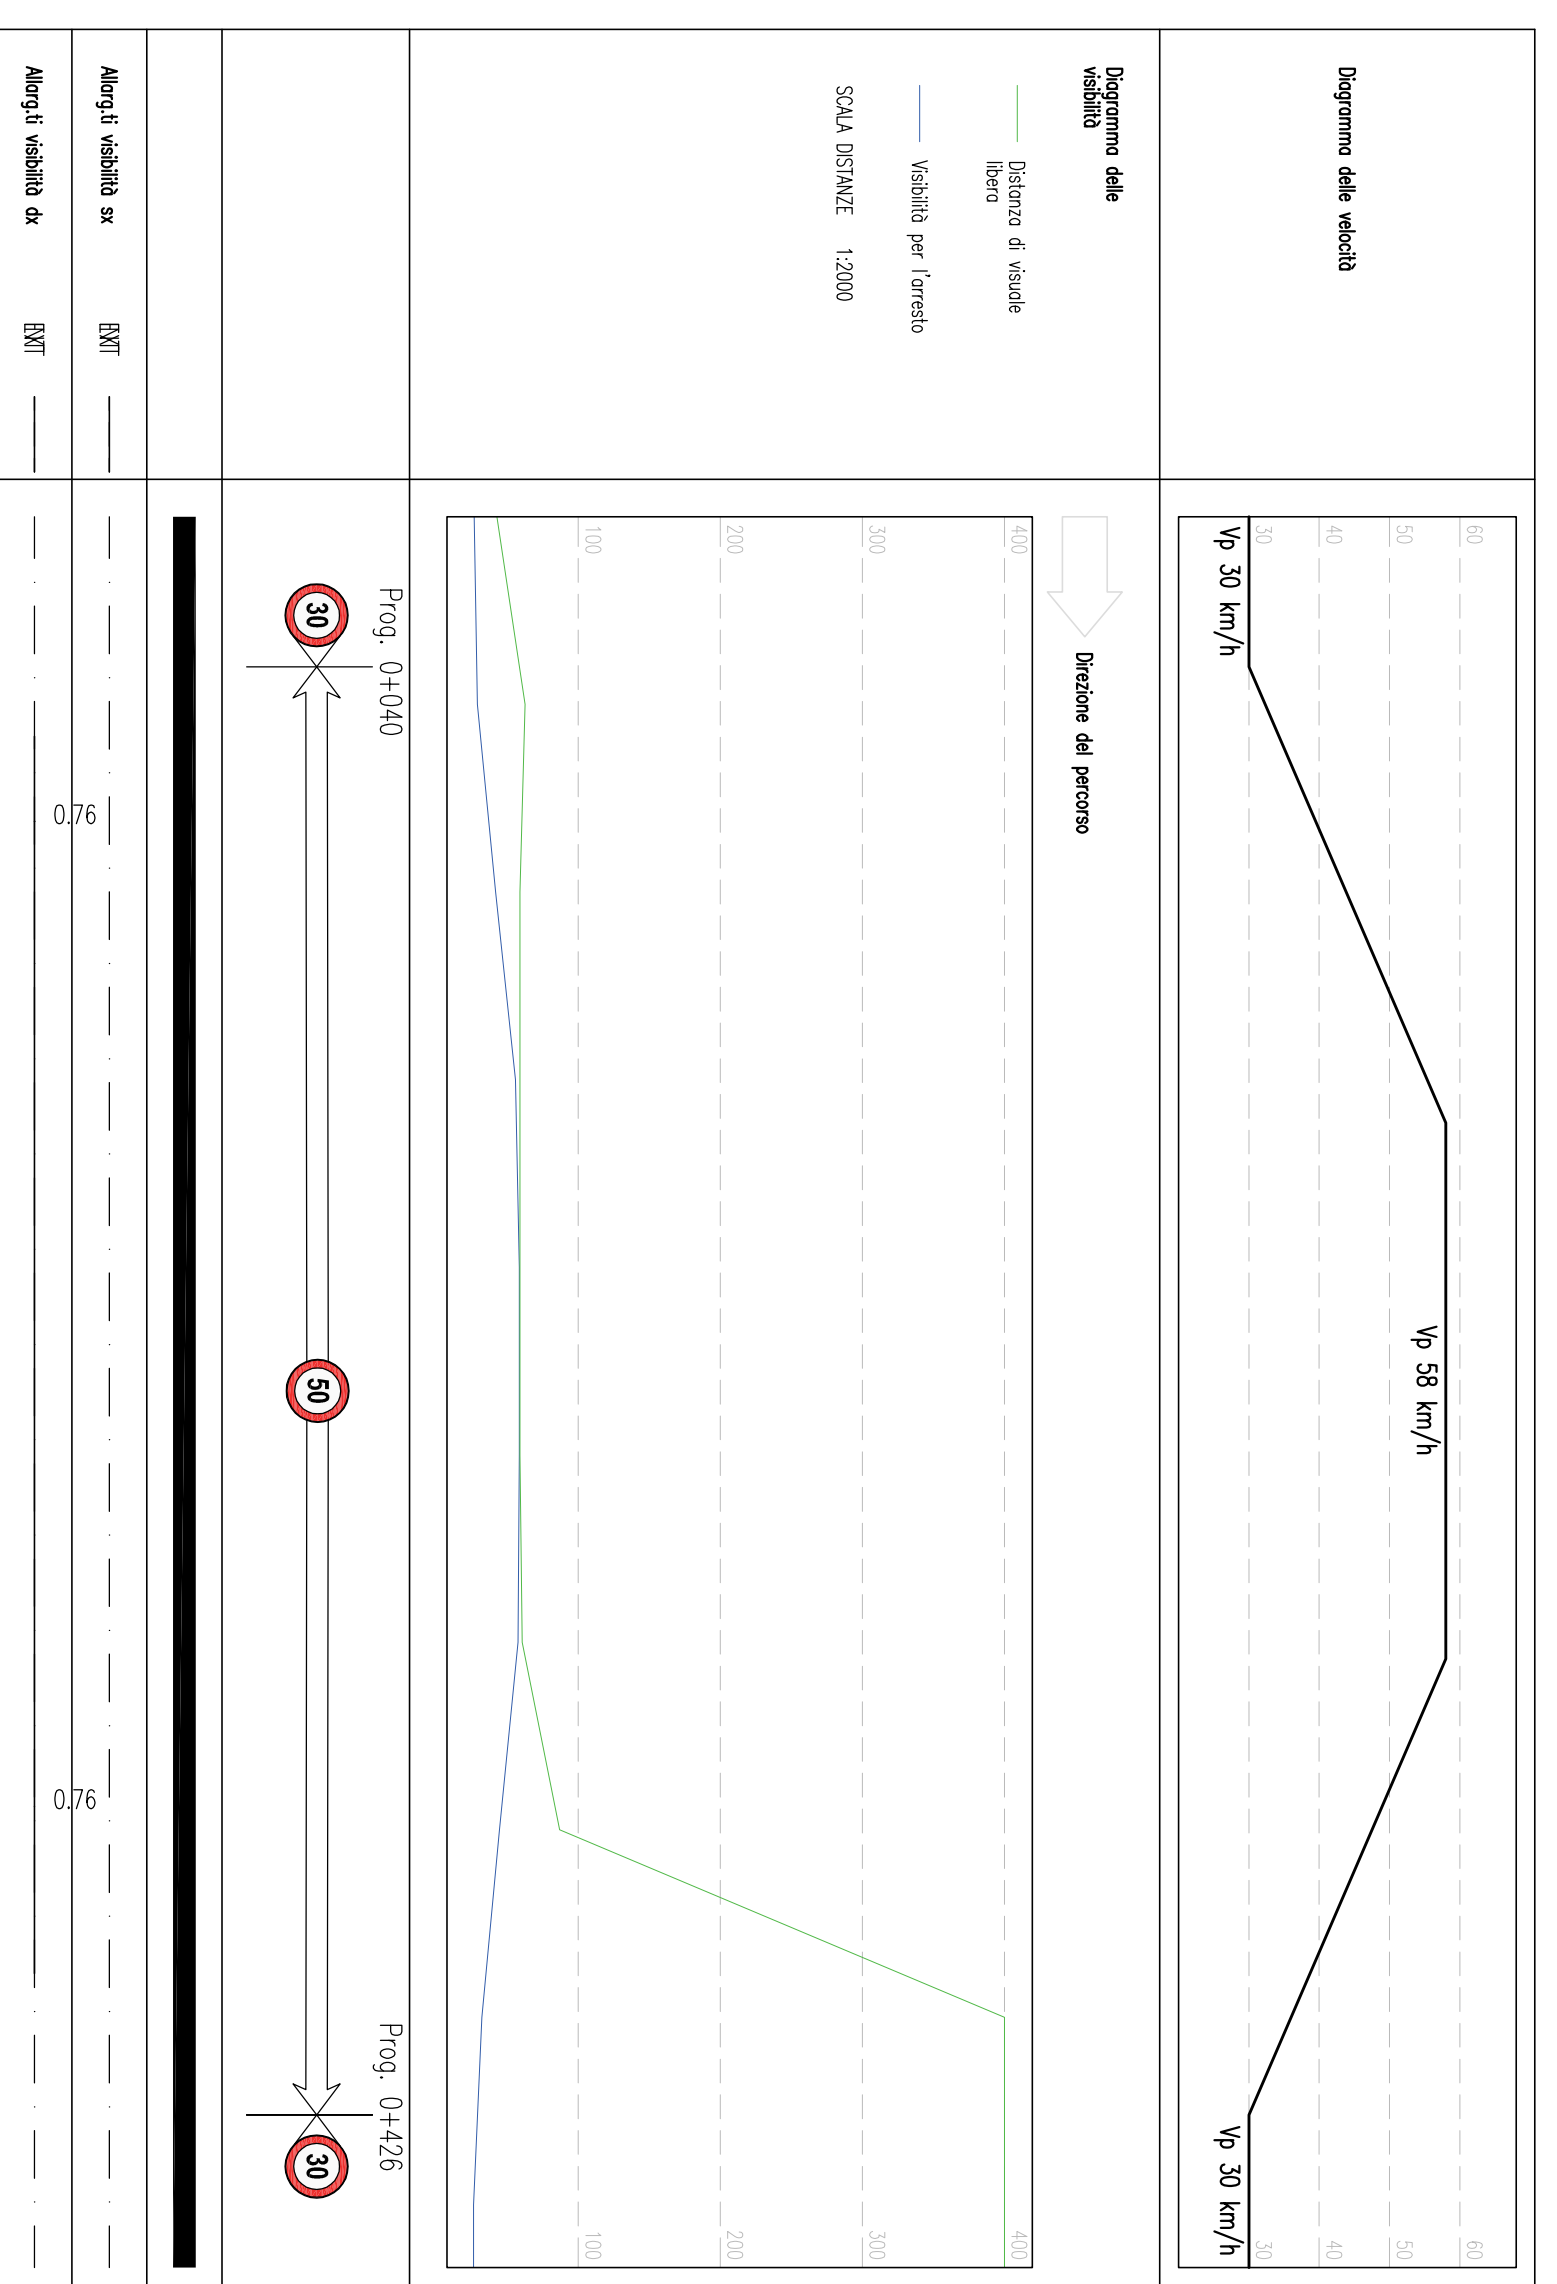 Diagramma delle velocità
60
50
40
30
Vp 30 km/h
Vp 58 km/h
60
50
40
30
Vp 30 km/h
Diagramma delle
visibilità
Distanza di visuale
libera
Visibilità per l'arresto
SCALA DISTANZE 1:2000
Direzione del percorso
400
300
200
100
400
300
200
100
Prog. 0+040
Prog. 0+426
30
50
30
Allarg.ti visibilità sx
0.76
0.76
Allarg.ti visibilità dx